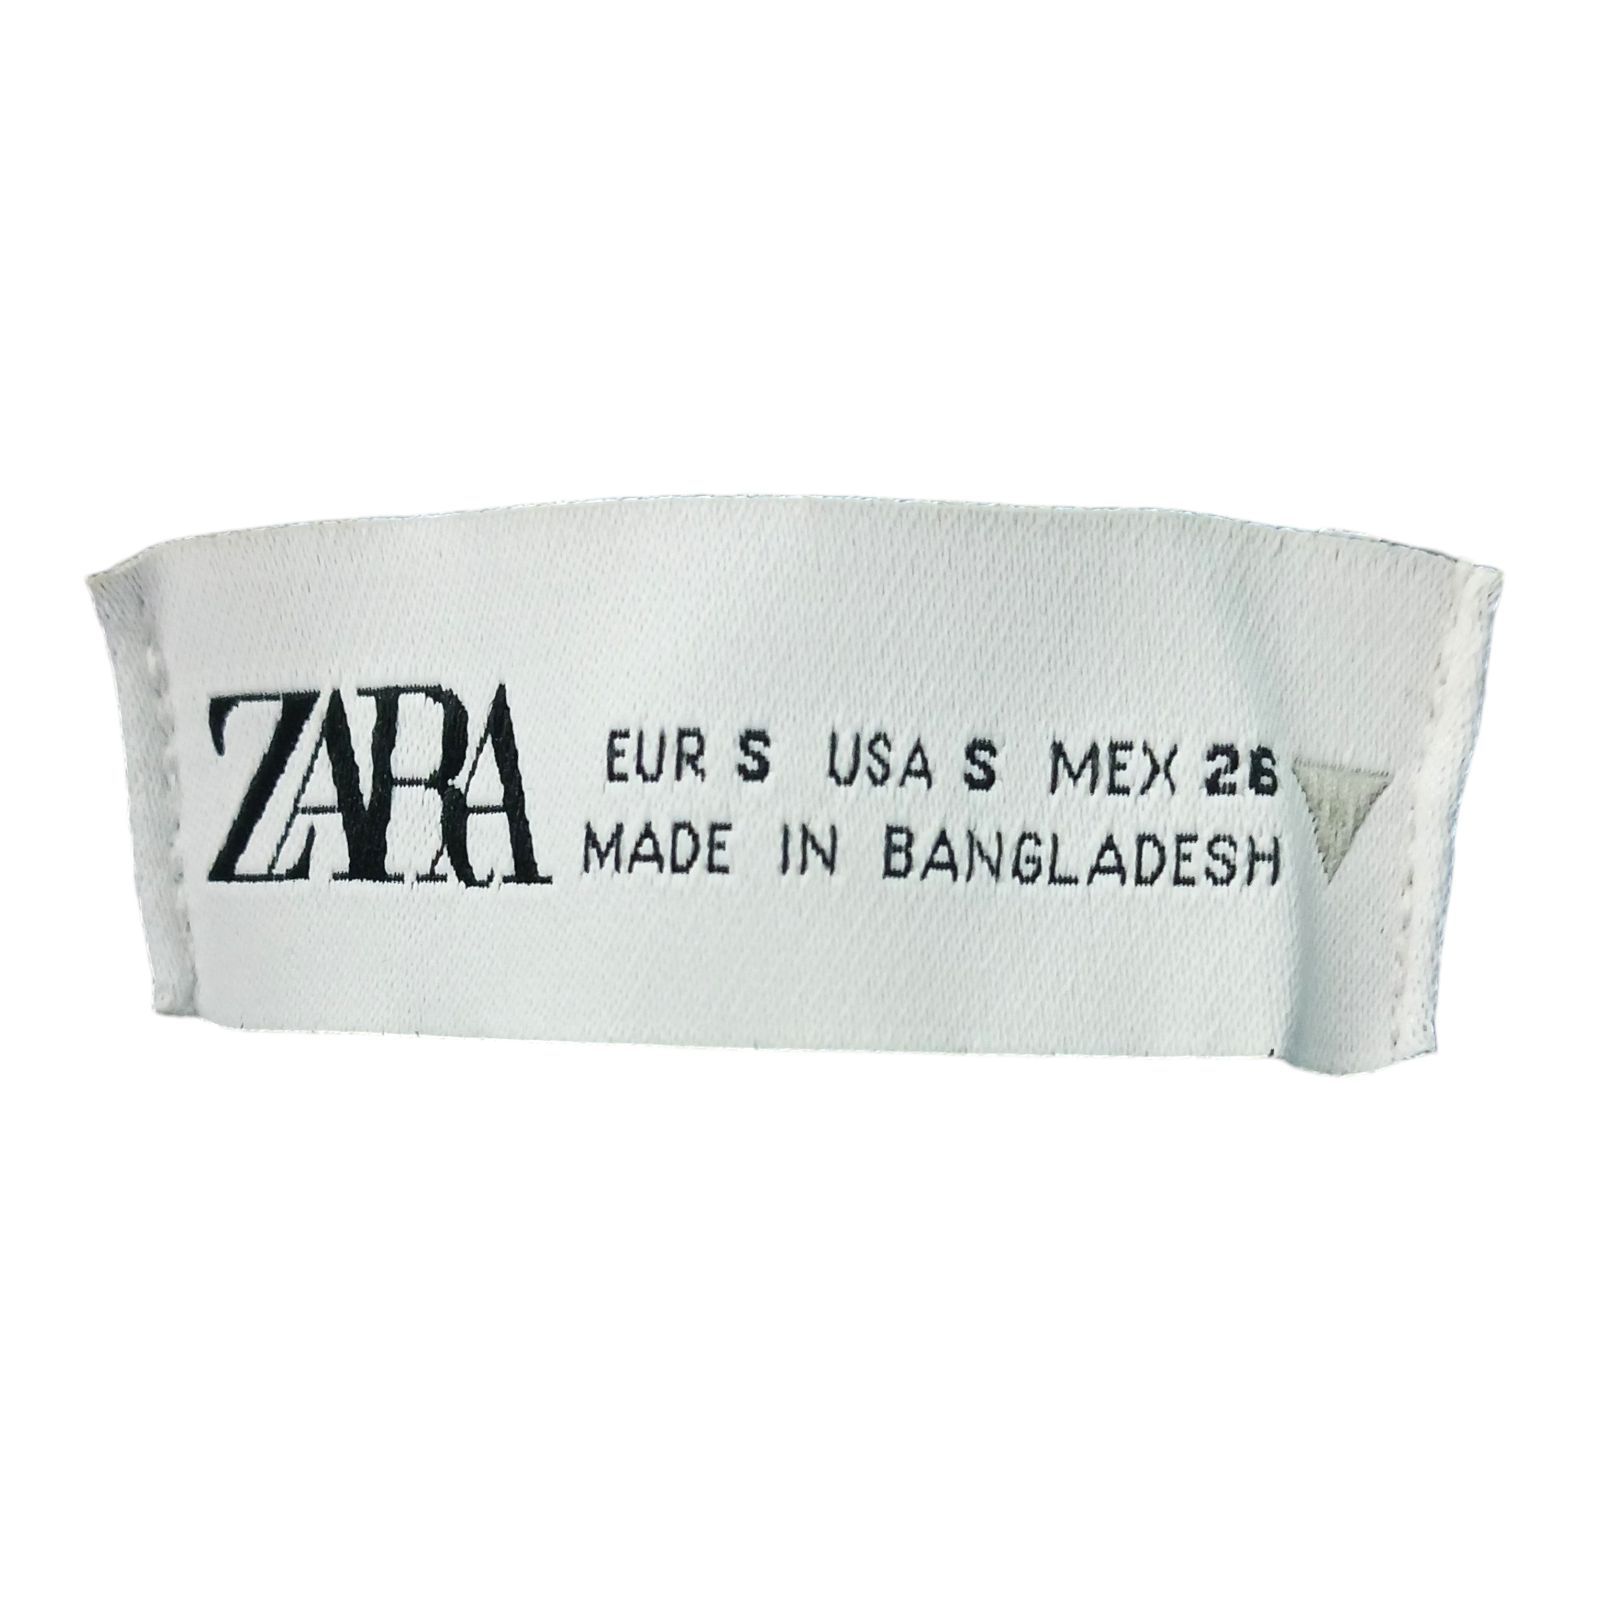 ZARA
EUR S USA S MEX 26
MADE IN BANGLADESH